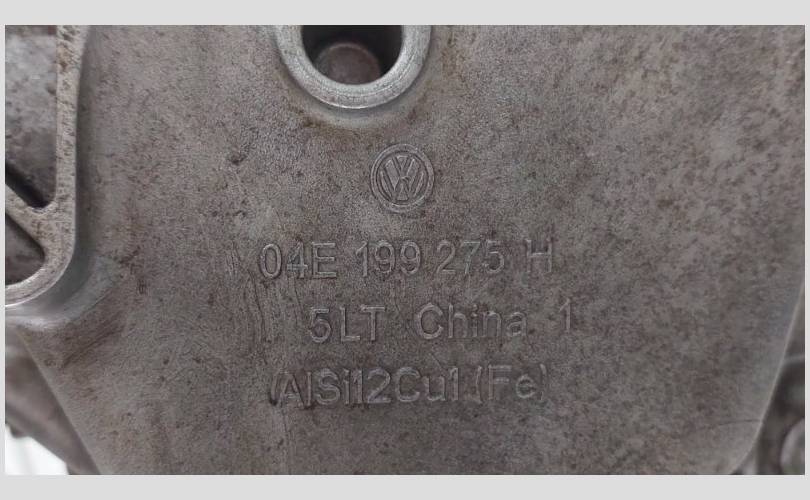 04E 199 275 H
5LT China 1
(AlSi12Cu1(Fe)